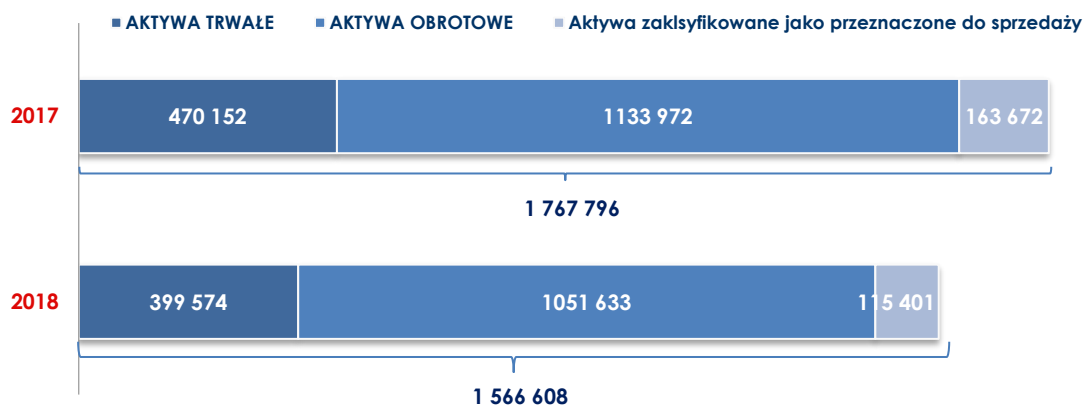 AKTYWA TRWAŁE AKTYWA OBROTOWE Aktywa zaklsyfikowane jako przeznaczone do sprzedaży
2017 470 152 1133 972 163 672
1 767 796
2018 399 574 1051 633 115 401
1 566 608